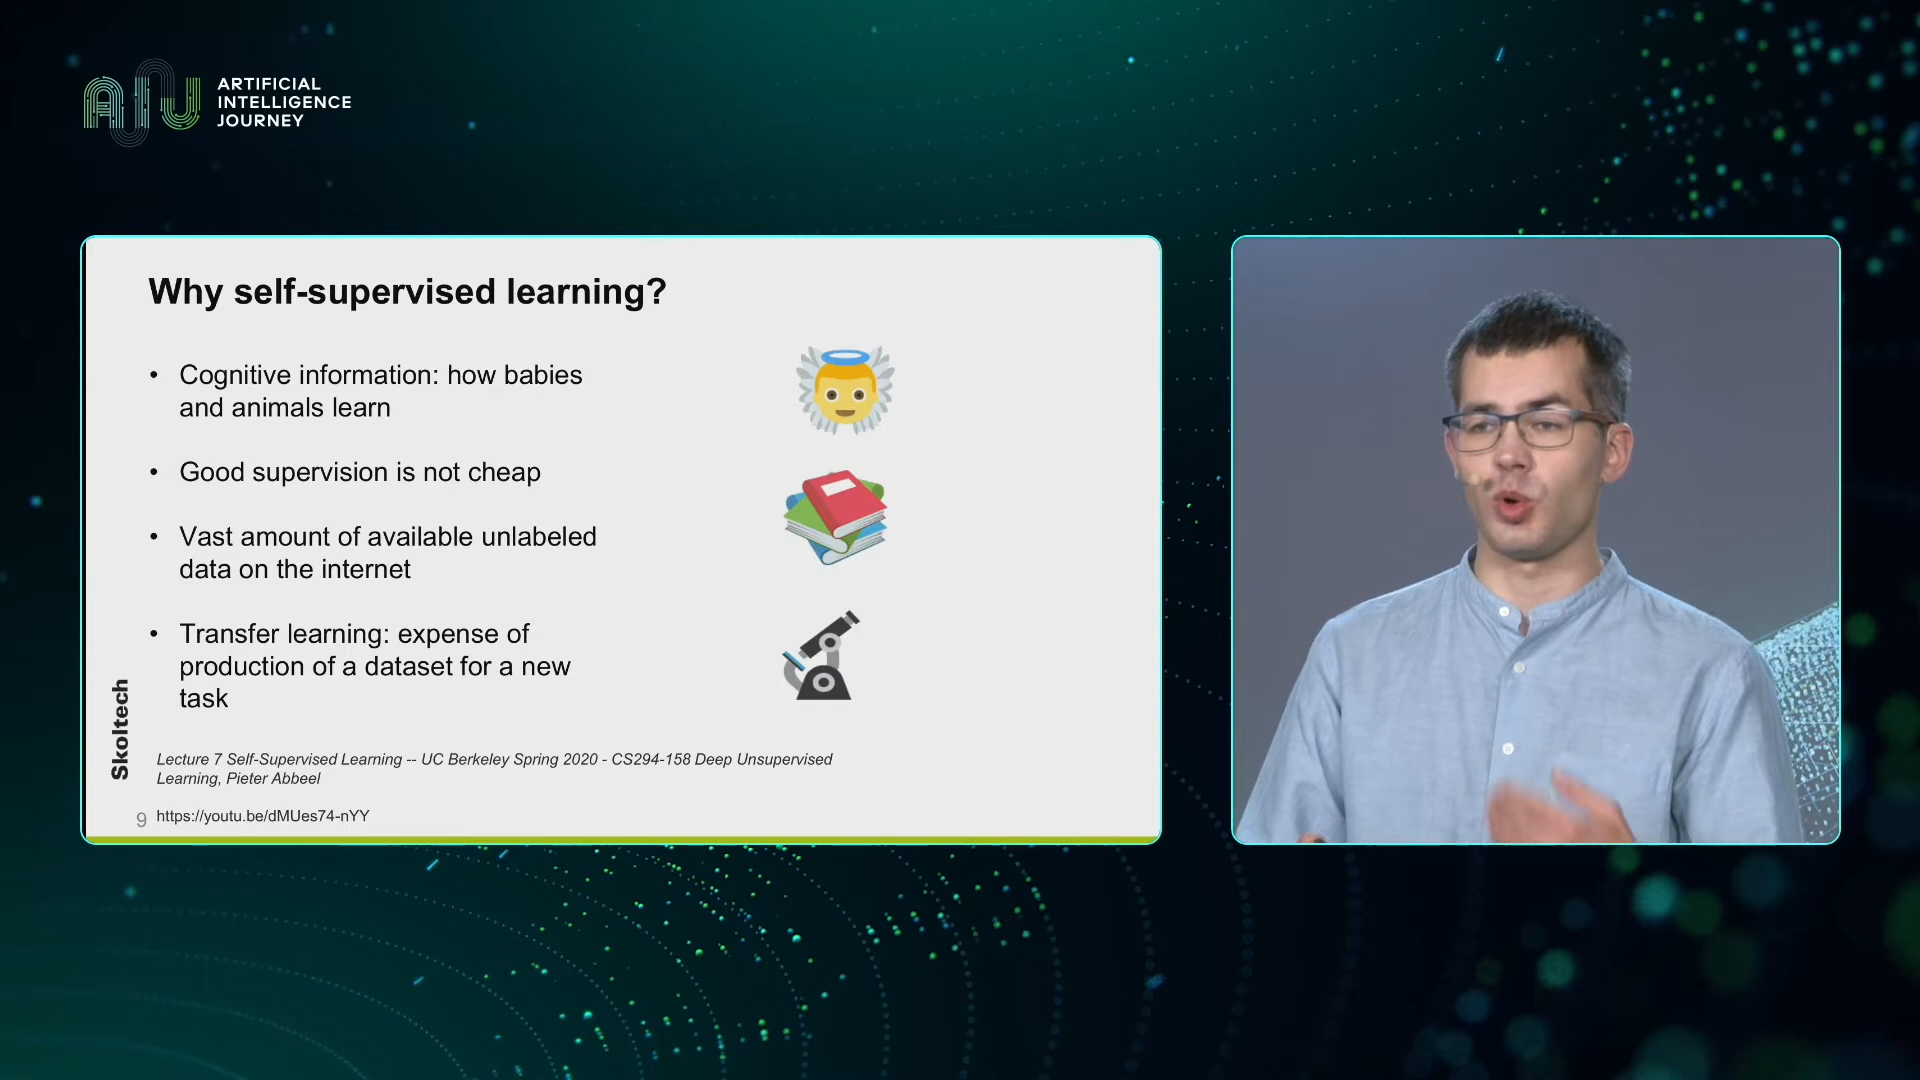 ARTIFICIAL
INTELLIGENCE
JOURNEY
Why self-supervised learning?
• Cognitive information: how babies
and animals learn
• Good supervision is not cheap
• Vast amount of available unlabeled
data on the internet
• Transfer learning: expense of
production of a dataset for a new
task
Skoltech
Lecture 7 Self-Supervised Learning -- UC Berkeley Spring 2020 - CS294-158 Deep Unsupervised
Learning, Pieter Abbeel
9 https://youtu.be/dMUes74-nYY